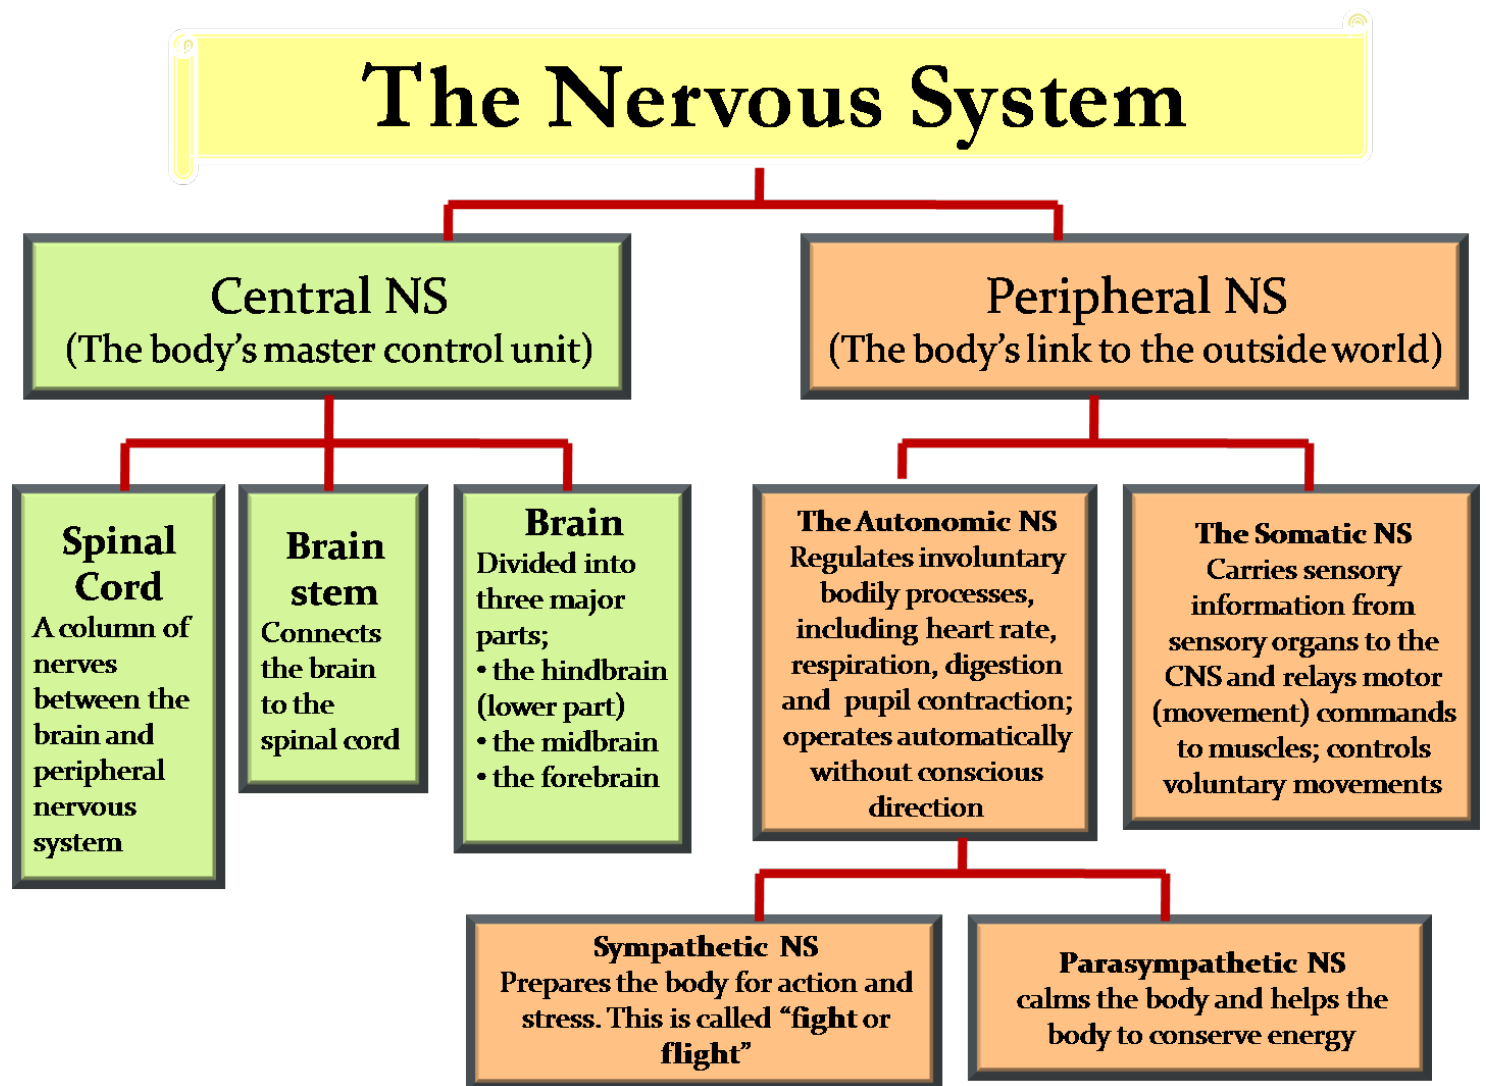 The Nervous System
Central NS
(The body's master control unit)
Peripheral NS
(The body's link to the outside world)
Spinal
Cord
A column of
nerves
between the
brain and
peripheral
nervous
system
Brain
stem
Connects
the brain
to the
spinal cord
Brain
Divided into
three major
parts;
• the hindbrain
(lower part)
• the midbrain
• the forebrain
The Autonomic NS
Regulates involuntary
bodily processes,
including heart rate,
respiration, digestion
and pupil contraction;
operates automatically
without conscious
direction
The Somatic NS
Carries sensory
information from
sensory organs to the
CNS and relays motor
(movement) commands
to muscles; controls
voluntary movements
Sympathetic NS
Prepares the body for action and
stress. This is called “fight or
flight”
Parasympathetic NS
calms the body and helps the
body to conserve energy